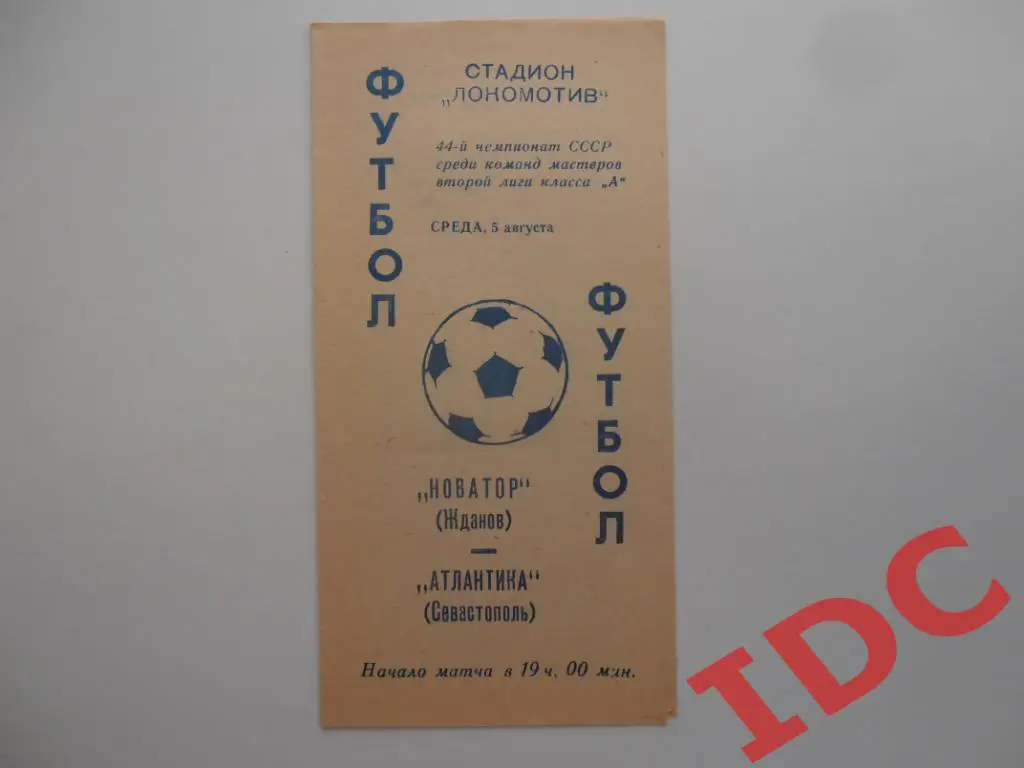 ФУТБОЛ
СТАДИОН
„ЛОКОМОТИВ“
44-й чемпионат СССР
среди команд мастеров
второй лиги класса „А“
СРЕДА, 5 августа
ФУТБОЛ
„НОВАТОР“
(Жданов)
—
„АТЛАНТИКА“
(Севастополь)
Начало матча в 19 ч. 00 мин.
IDC